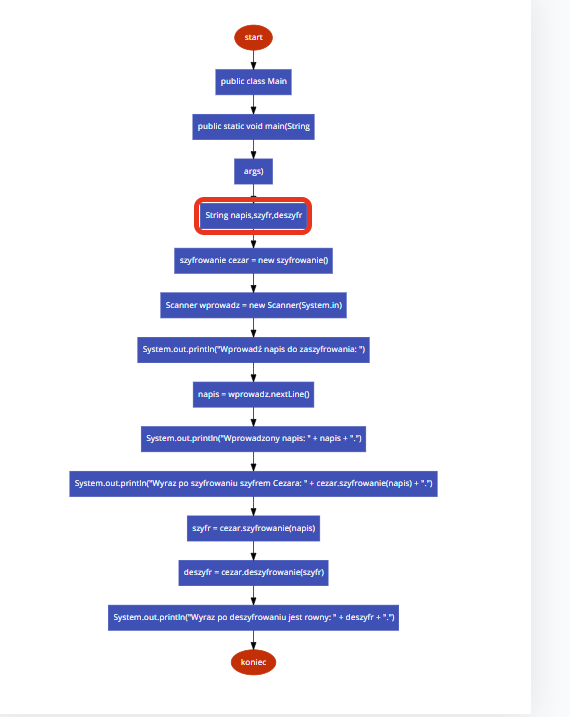 start
public class Main
public static void main(String
args)
String napis,szyfr,deszyfr
szyfrowanie cezar = new szyfrowanie()
Scanner wprowadz = new Scanner(System.in)
System.out.println("Wprowadź napis do zaszyfrowania: ")
napis = wprowadz.nextLine()
System.out.println("Wprowadzony napis: " + napis + ".")
System.out.println("Wyraz po szyfrowaniu szyfrem Cezara: " + cezar.szyfrowanie(napis) + ".")
szyfr = cezar.szyfrowanie(napis)
deszyfr = cezar.deszyfrowanie(szyfr)
System.out.println("Wyraz po deszyfrowaniu jest rowny: " + deszyfr + ".")
koniec